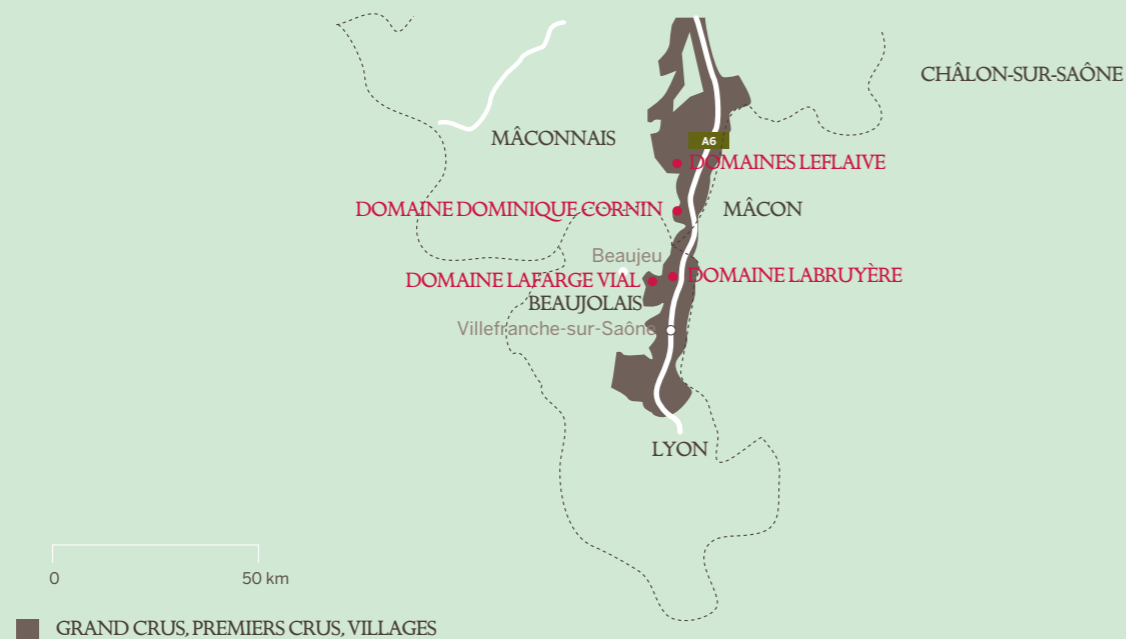 CHÂLON-SUR-SAÔNE
MÂCONNAIS
A6
DOMAINES LEFLAIVE
DOMAINE DOMINIQUE CORNIN
MÂCON
Beaujeu
DOMAINE LAFARGE VIAL
DOMAINE LABRUYÈRE
BEAUJOLAIS
Villefranche-sur-Saône
LYON
0
50 km
GRAND CRUS, PREMIERS CRUS, VILLAGES